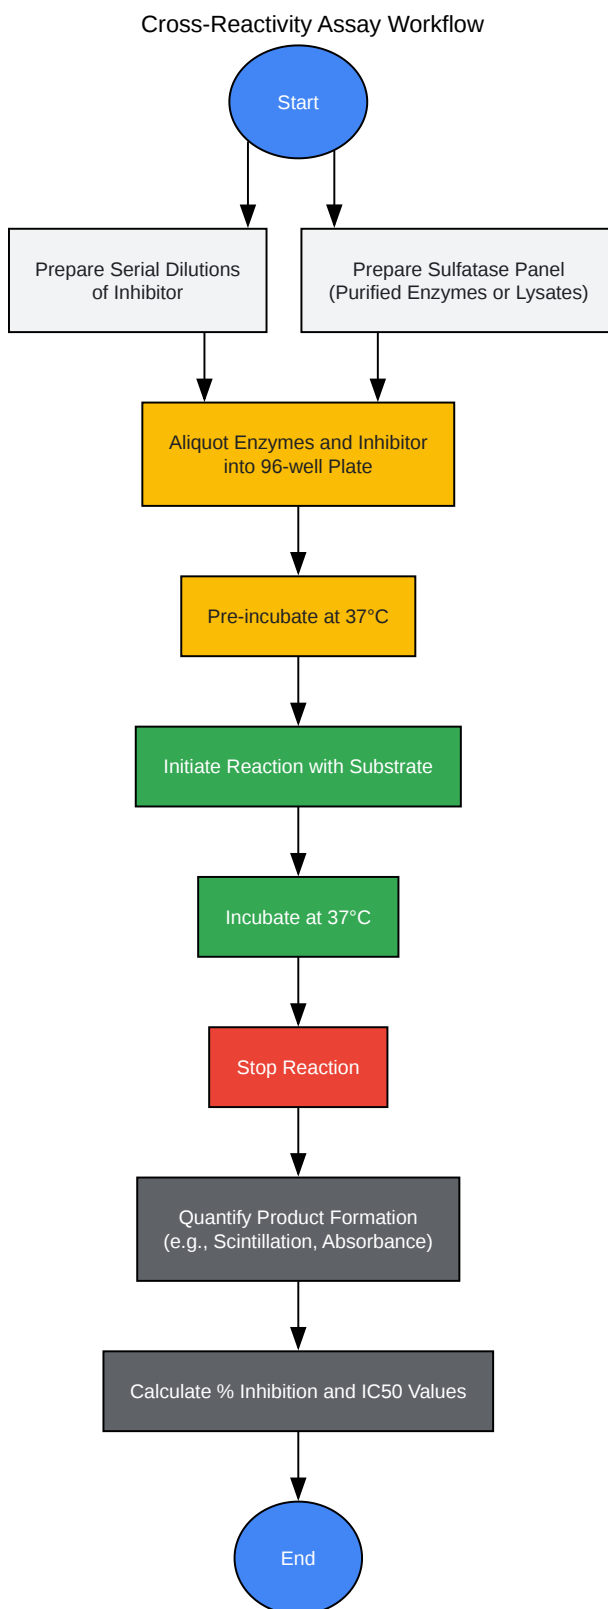 Cross-Reactivity Assay Workflow
Start
Prepare Serial Dilutions
of Inhibitor
Prepare Sulfatase Panel
(Purified Enzymes or Lysates)
Aliquot Enzymes and Inhibitor
into 96-well Plate
Pre-incubate at 37°C
Initiate Reaction with Substrate
Incubate at 37°C
Stop Reaction
Quantify Product Formation
(e.g., Scintillation, Absorbance)
Calculate % Inhibition and IC50 Values
End